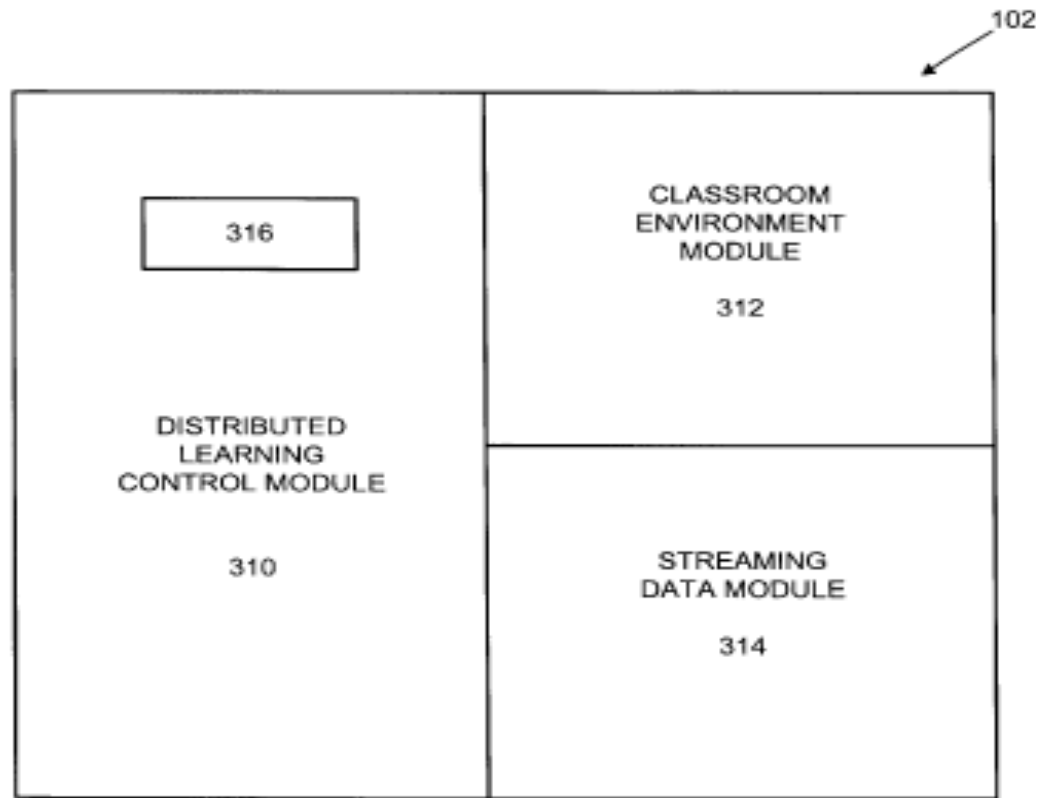 102
316
DISTRIBUTED
LEARNING
CONTROL MODULE
310
CLASSROOM
ENVIRONMENT
MODULE
312
STREAMING
DATA MODULE
314